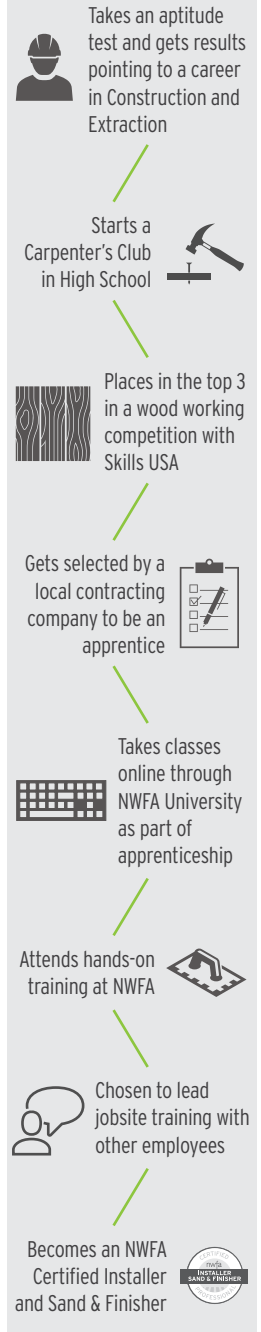 Takes an aptitude
test and gets results
pointing to a career
in Construction and
Extraction
Starts a
Carpenter's Club
in High School
Places in the top 3
in a wood working
competition with
Skills USA
Gets selected by a
local contracting
company to be an
apprentice
Takes classes
online through
NWFA University
as part of
apprenticeship
Attends hands-on
training at NWFA
Chosen to lead
jobsite training with
other employees
Becomes an NWFA
Certified Installer
and Sand & Finisher
CERTIFIED
nwfa
INSTALLER
SAND & FINISHER
PROFESSIONAL